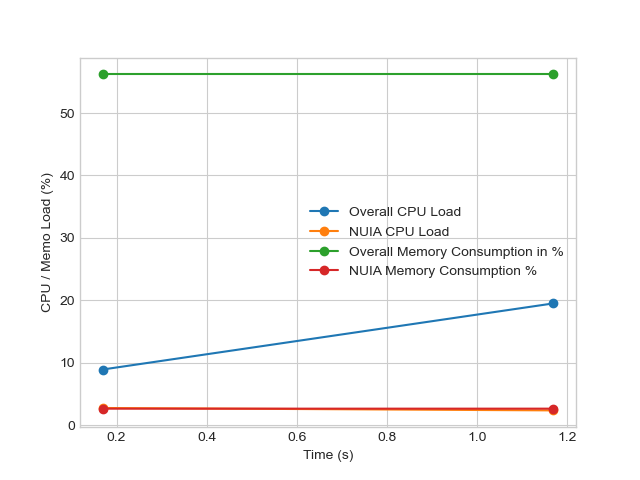 50
40
30
20
10
0
CPU / Memo Load (%)
Overall CPU Load
NUIA CPU Load
Overall Memory Consumption in %
NUIA Memory Consumption %
0.2 0.4 0.6 0.8 1.0 1.2
Time (s)